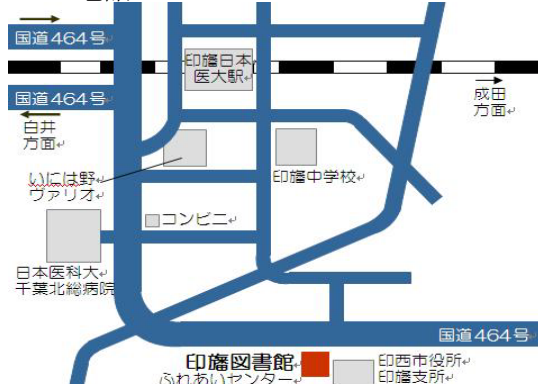 国道464号
印旛日本
医大駅
国道464号
成田
方面
白井
方面
いには野
ヴァリオ
印旛中学校
コンビニ
日本医科大
千葉北総病院
国道464号
印旛図書館
ふれあいセンター
印西市役所
印旛支所